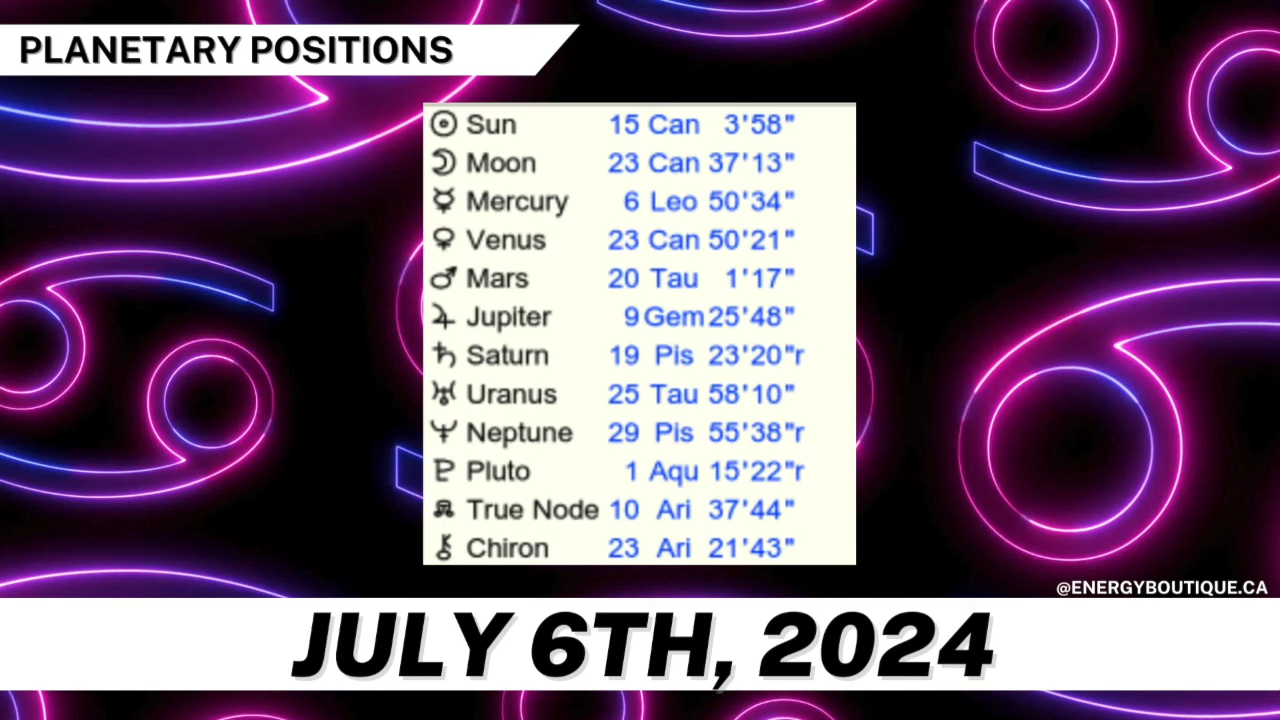 PLANETARY POSITIONS
Sun 15 Can 3'58"
Moon 23 Can 37'13"
Mercury 6 Leo 50'34"
Venus 23 Can 50'21"
Mars 20 Tau 1'17"
Jupiter 9 Gem 25'48"
Saturn 19 Pis 23'20"r
Uranus 25 Tau 58'10"
Neptune 29 Pis 55'38"r
Pluto 1 Aqu 15'22"r
True Node 10 Ari 37'44"
Chiron 23 Ari 21'43"
@ENERGYBOUTIQUE.CA
JULY 6TH, 2024